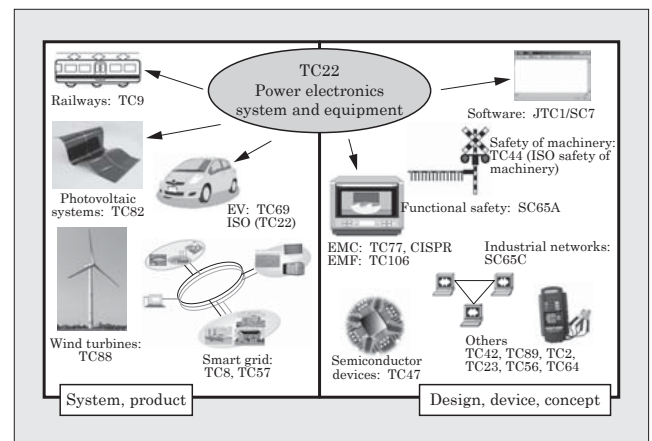 TC22
Power electronics
system and equipment
Railways: TC9
Photovoltaic
systems: TC82
EV: TC69
ISO (TC22)
Wind turbines:
TC88
Smart grid:
TC8, TC57
System, product
Software: JTC1/SC7
Safety of machinery:
TC44 (ISO safety of
machinery)
Functional safety: SC65A
EMC: TC77, CISPR
EMF: TC106
Industrial networks:
SC65C
Semiconductor
devices: TC47
Others
TC42, TC89, TC2,
TC23, TC56, TC64
Design, device, concept